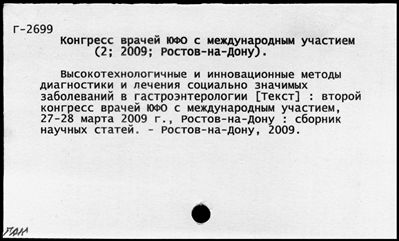 Г-2699
Конгресс врачей ЮФО с международным участием
(2; 2009; Ростов-на-Дону).
Высокотехнологичные и инновационные методы
диагностики и лечения социально значимых
заболеваний в гастроэнтерологии [Текст] : второй
конгресс врачей ЮФО с международным участием,
27-28 марта 2009 г., Ростов-на-Дону : сборник
научных статей. - Ростов-на-Дону, 2009.